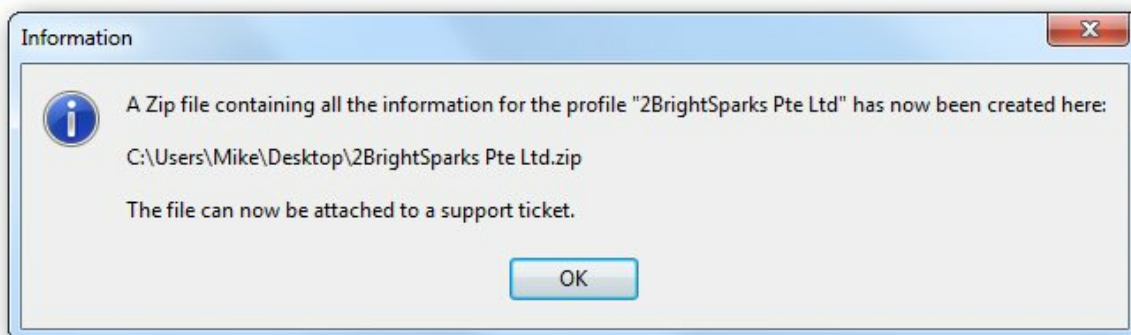 Information
A Zip file containing all the information for the profile "2BrightSparks Pte Ltd" has now been created here:
C:\Users\Mike\Desktop\2BrightSparks Pte Ltd.zip
The file can now be attached to a support ticket.
OK